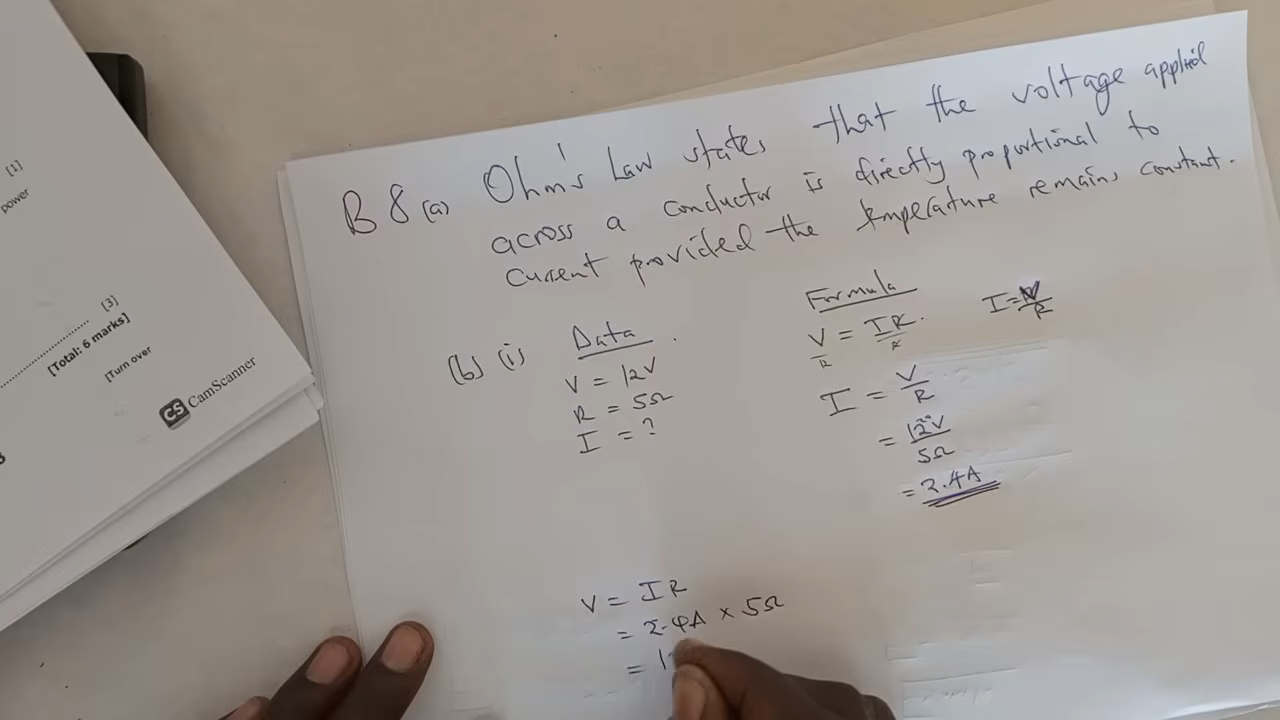 [1]
power
[3]
[Total: 6 marks]
[Turn over
CS CamScanner
B8(a) Ohm's Law states that the voltage applied
across a conductor is directly proportional to
current provided the temperature remains constant.
(b) (i) Data
V = 12V
R = 5Ω
I = ?
Formula
V/R = IR/R
I = V/R
I = V/R
= 12V/5Ω
= 2.4A
V = IR
= 2.4A × 5Ω
= 1